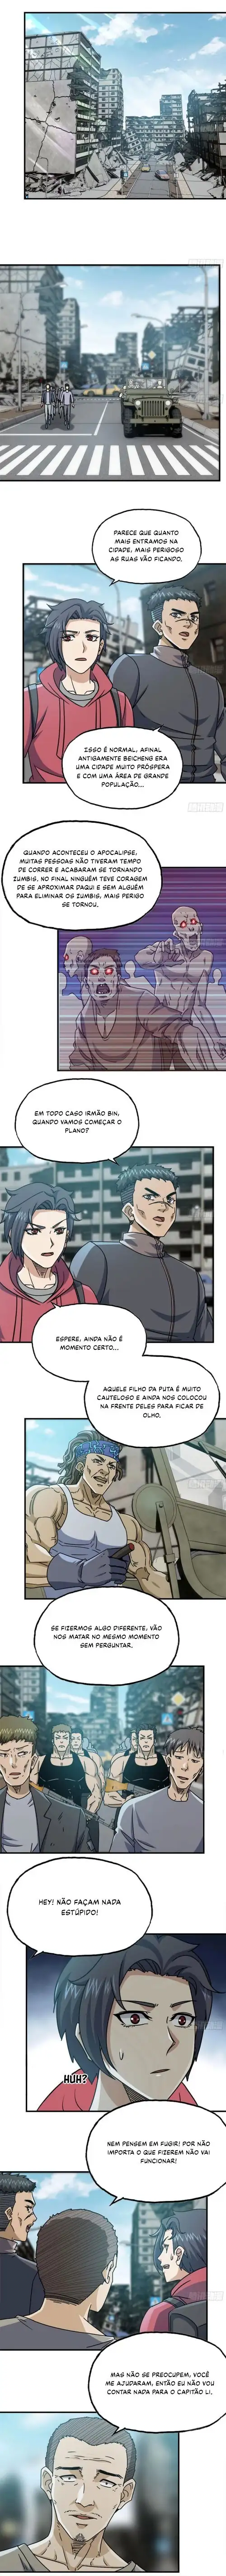 PARECE QUE QUANTO
MAIS ENTRAMOS NA
CIDADE, MAIS PERIGOSO
AS RUAS VÃO FICANDO.
ISSO É NORMAL, AFINAL
ANTIGAMENTE BEICHENG ERA
UMA CIDADE MUITO PRÓSPERA
E COM UMA ÁREA DE GRANDE
POPULAÇÃO...
QUANDO ACONTECEU O APOCALIPSE,
MUITAS PESSOAS NÃO TIVERAM TEMPO
DE CORRER E ACABARAM SE TORNANDO
ZUMBIS, NO FINAL NINGUÉM TEVE CORAGEM
DE SE APROXIMAR DAQUI E SEM ALGUÉM
PARA ELIMINAR OS ZUMBIS, MAIS PERIGO
SE TORNOU.
EM TODO CASO IRMÃO BIN,
QUANDO VAMOS COMEÇAR O
PLANO?
ESPERE, AINDA NÃO É
MOMENTO CERTO...
AQUELE FILHO DA PUTA É MUITO
CAUTELOSO E AINDA NOS COLOCOU
NA FRENTE DELES PARA FICAR DE
OLHO.
SE FIZERMOS ALGO DIFERENTE, VÃO
NOS MATAR NO MESMO MOMENTO
SEM PERGUNTAR.
HEY! NÃO FAÇAM NADA
ESTÚPIDO!
HUH?
NEM PENSEM EM FUGIR! POR NÃO
IMPORTA O QUE FIZEREM NÃO VAI
FUNCIONAR!
MAS NÃO SE PREOCUPEM, VOCÊ
ME AJUDARAM, ENTÃO EU NÃO VOU
CONTAR NADA PARA O CAPITÃO LI.